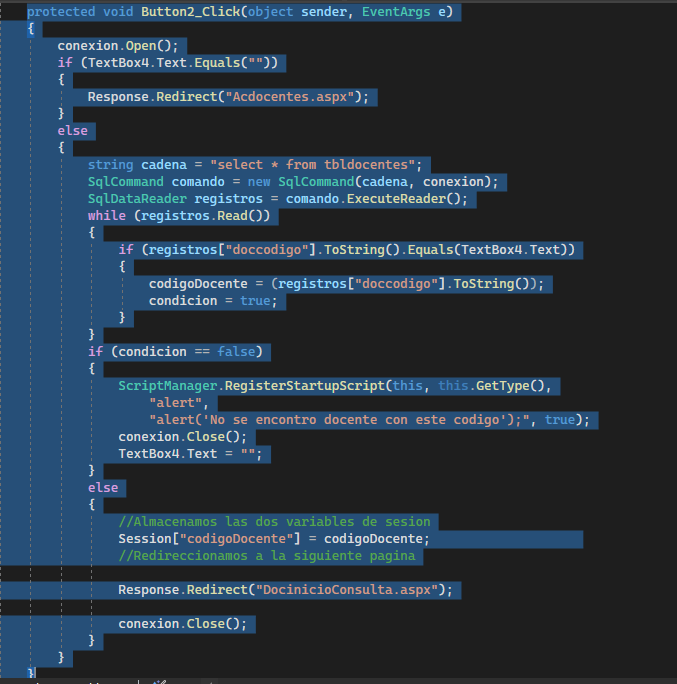 protected void Button2_Click(object sender, EventArgs e)
{
conexion.Open();
if (TextBox4.Text.Equals(""))
{
Response.Redirect("Acdocentes.aspx");
}
else
{
string cadena = "select * from tbldocentes";
SqlCommand comando = new SqlCommand(cadena, conexion);
SqlDataReader registros = comando.ExecuteReader();
while (registros.Read())
{
if (registros["doccodigo"].ToString().Equals(TextBox4.Text))
{
codigoDocente = (registros["doccodigo"].ToString());
condicion = true;
}
}
if (condicion == false)
{
ScriptManager.RegisterStartupScript(this, this.GetType(),
"alert",
"alert('No se encontro docente con este codigo');", true);
conexion.Close();
TextBox4.Text = "";
}
else
{
//Almacenamos las dos variables de sesion
Session["codigoDocente"] = codigoDocente;
//Redireccionamos a la siguiente pagina
Response.Redirect("DocinicioConsulta.aspx");
conexion.Close();
}
}
}